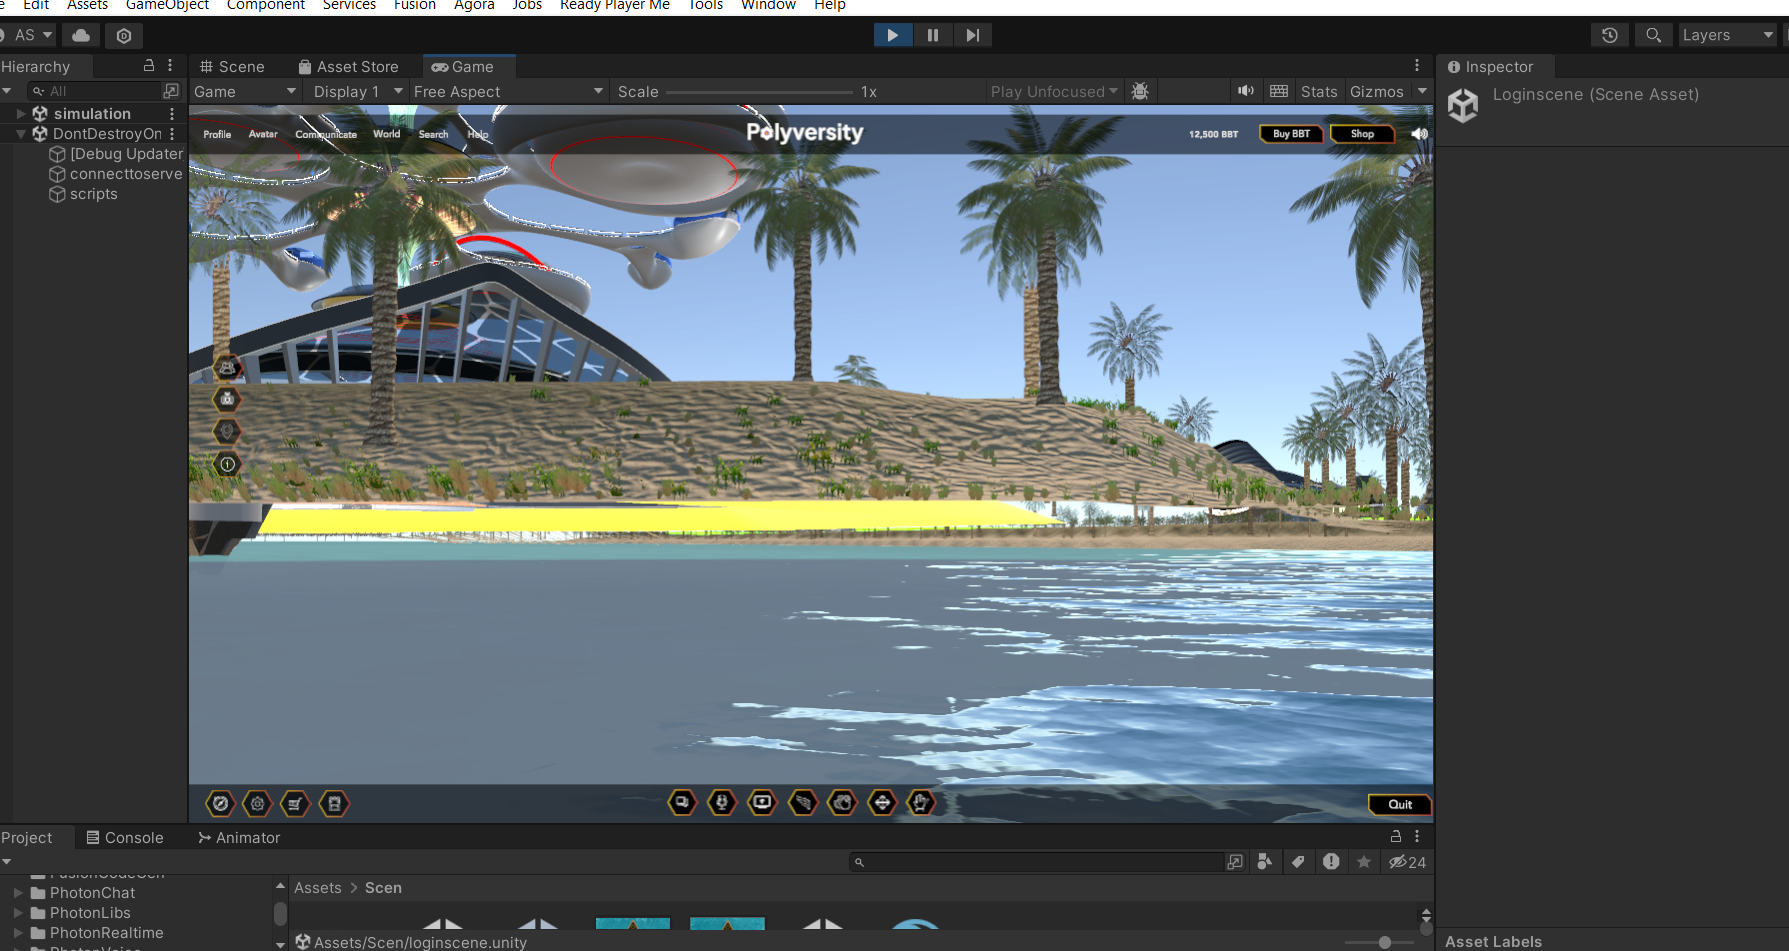 Edit Assets GameObject Component Services Fusion Agora Jobs Ready Player Me Tools Window Help
AS Layers
Hierarchy Scene Asset Store Game Inspector
All Game Display 1 Free Aspect Scale 1x Play Unfocused Stats Gizmos Loginscene (Scene Asset)
simulation
DontDestroyOn
[Debug Updater
connecttoserve
scripts
Profile Avatar Communicate World Search Help Polyversity 12,500 BBT Buy BBT Shop
Quit
Project Console Animator
24
FusionCodeGen
Assets > Scen
PhotonChat
PhotonLibs
PhotonRealtime
PhotonVoice
Assets/Scen/loginscene.unity
Asset Labels